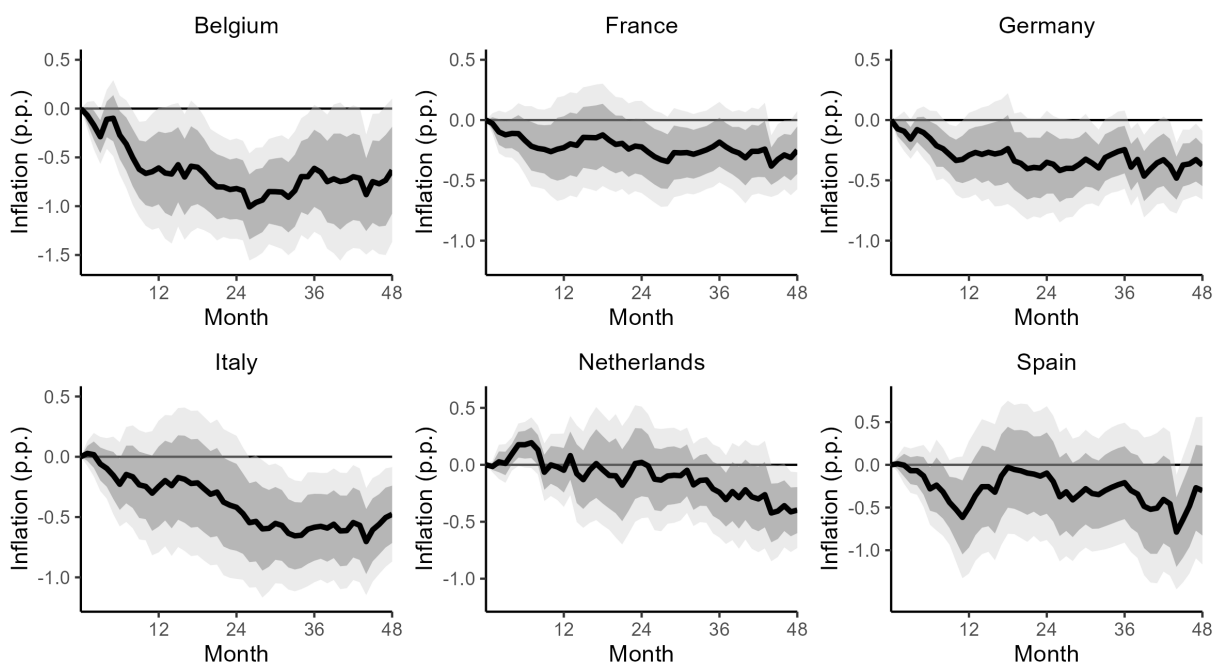 Belgium
Inflation (p.p.)
0.5
0.0
-0.5
-1.0
-1.5
12 24 36 48
Month
France
Inflation (p.p.)
0.5
0.0
-0.5
-1.0
12 24 36 48
Month
Germany
Inflation (p.p.)
0.5
0.0
-0.5
-1.0
12 24 36 48
Month
Italy
Inflation (p.p.)
0.5
0.0
-0.5
-1.0
12 24 36 48
Month
Netherlands
Inflation (p.p.)
0.5
0.0
-0.5
-1.0
12 24 36 48
Month
Spain
Inflation (p.p.)
0.5
0.0
-0.5
-1.0
12 24 36 48
Month